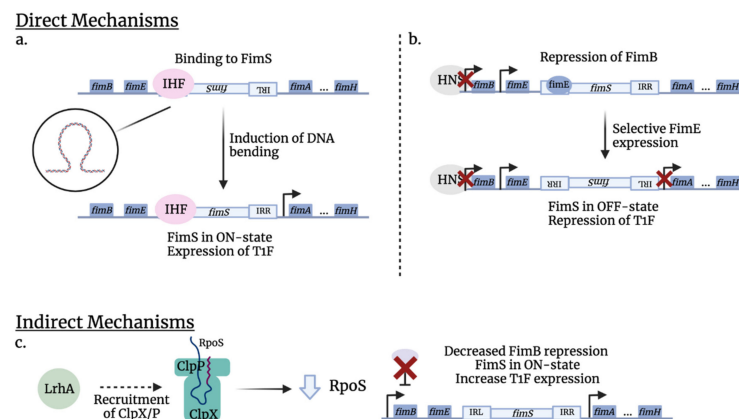 Direct Mechanisms
a.
Binding to FimS
fimB fimE IHF fimS IRL fimA ... fimH
Induction of DNA
bending
fimB fimE IHF fimS IRR fimA ... fimH
FimS in ON-state
Expression of T1F
b.
Repression of FimB
HNS fimB fimE fimE fimS IRR fimA ... fimH
Selective FimE
expression
HNS fimB fimE IRR fimS IRL fimA ... fimH
FimS in OFF-state
Repression of T1F
Indirect Mechanisms
c.
LrhA
Recruitment
of ClpX/P
RpoS
ClpP
ClpX
RpoS
Decreased FimB repression
FimS in ON-state
Increase T1F expression
fimB fimE IRL fimS IRR fimA ... fimH